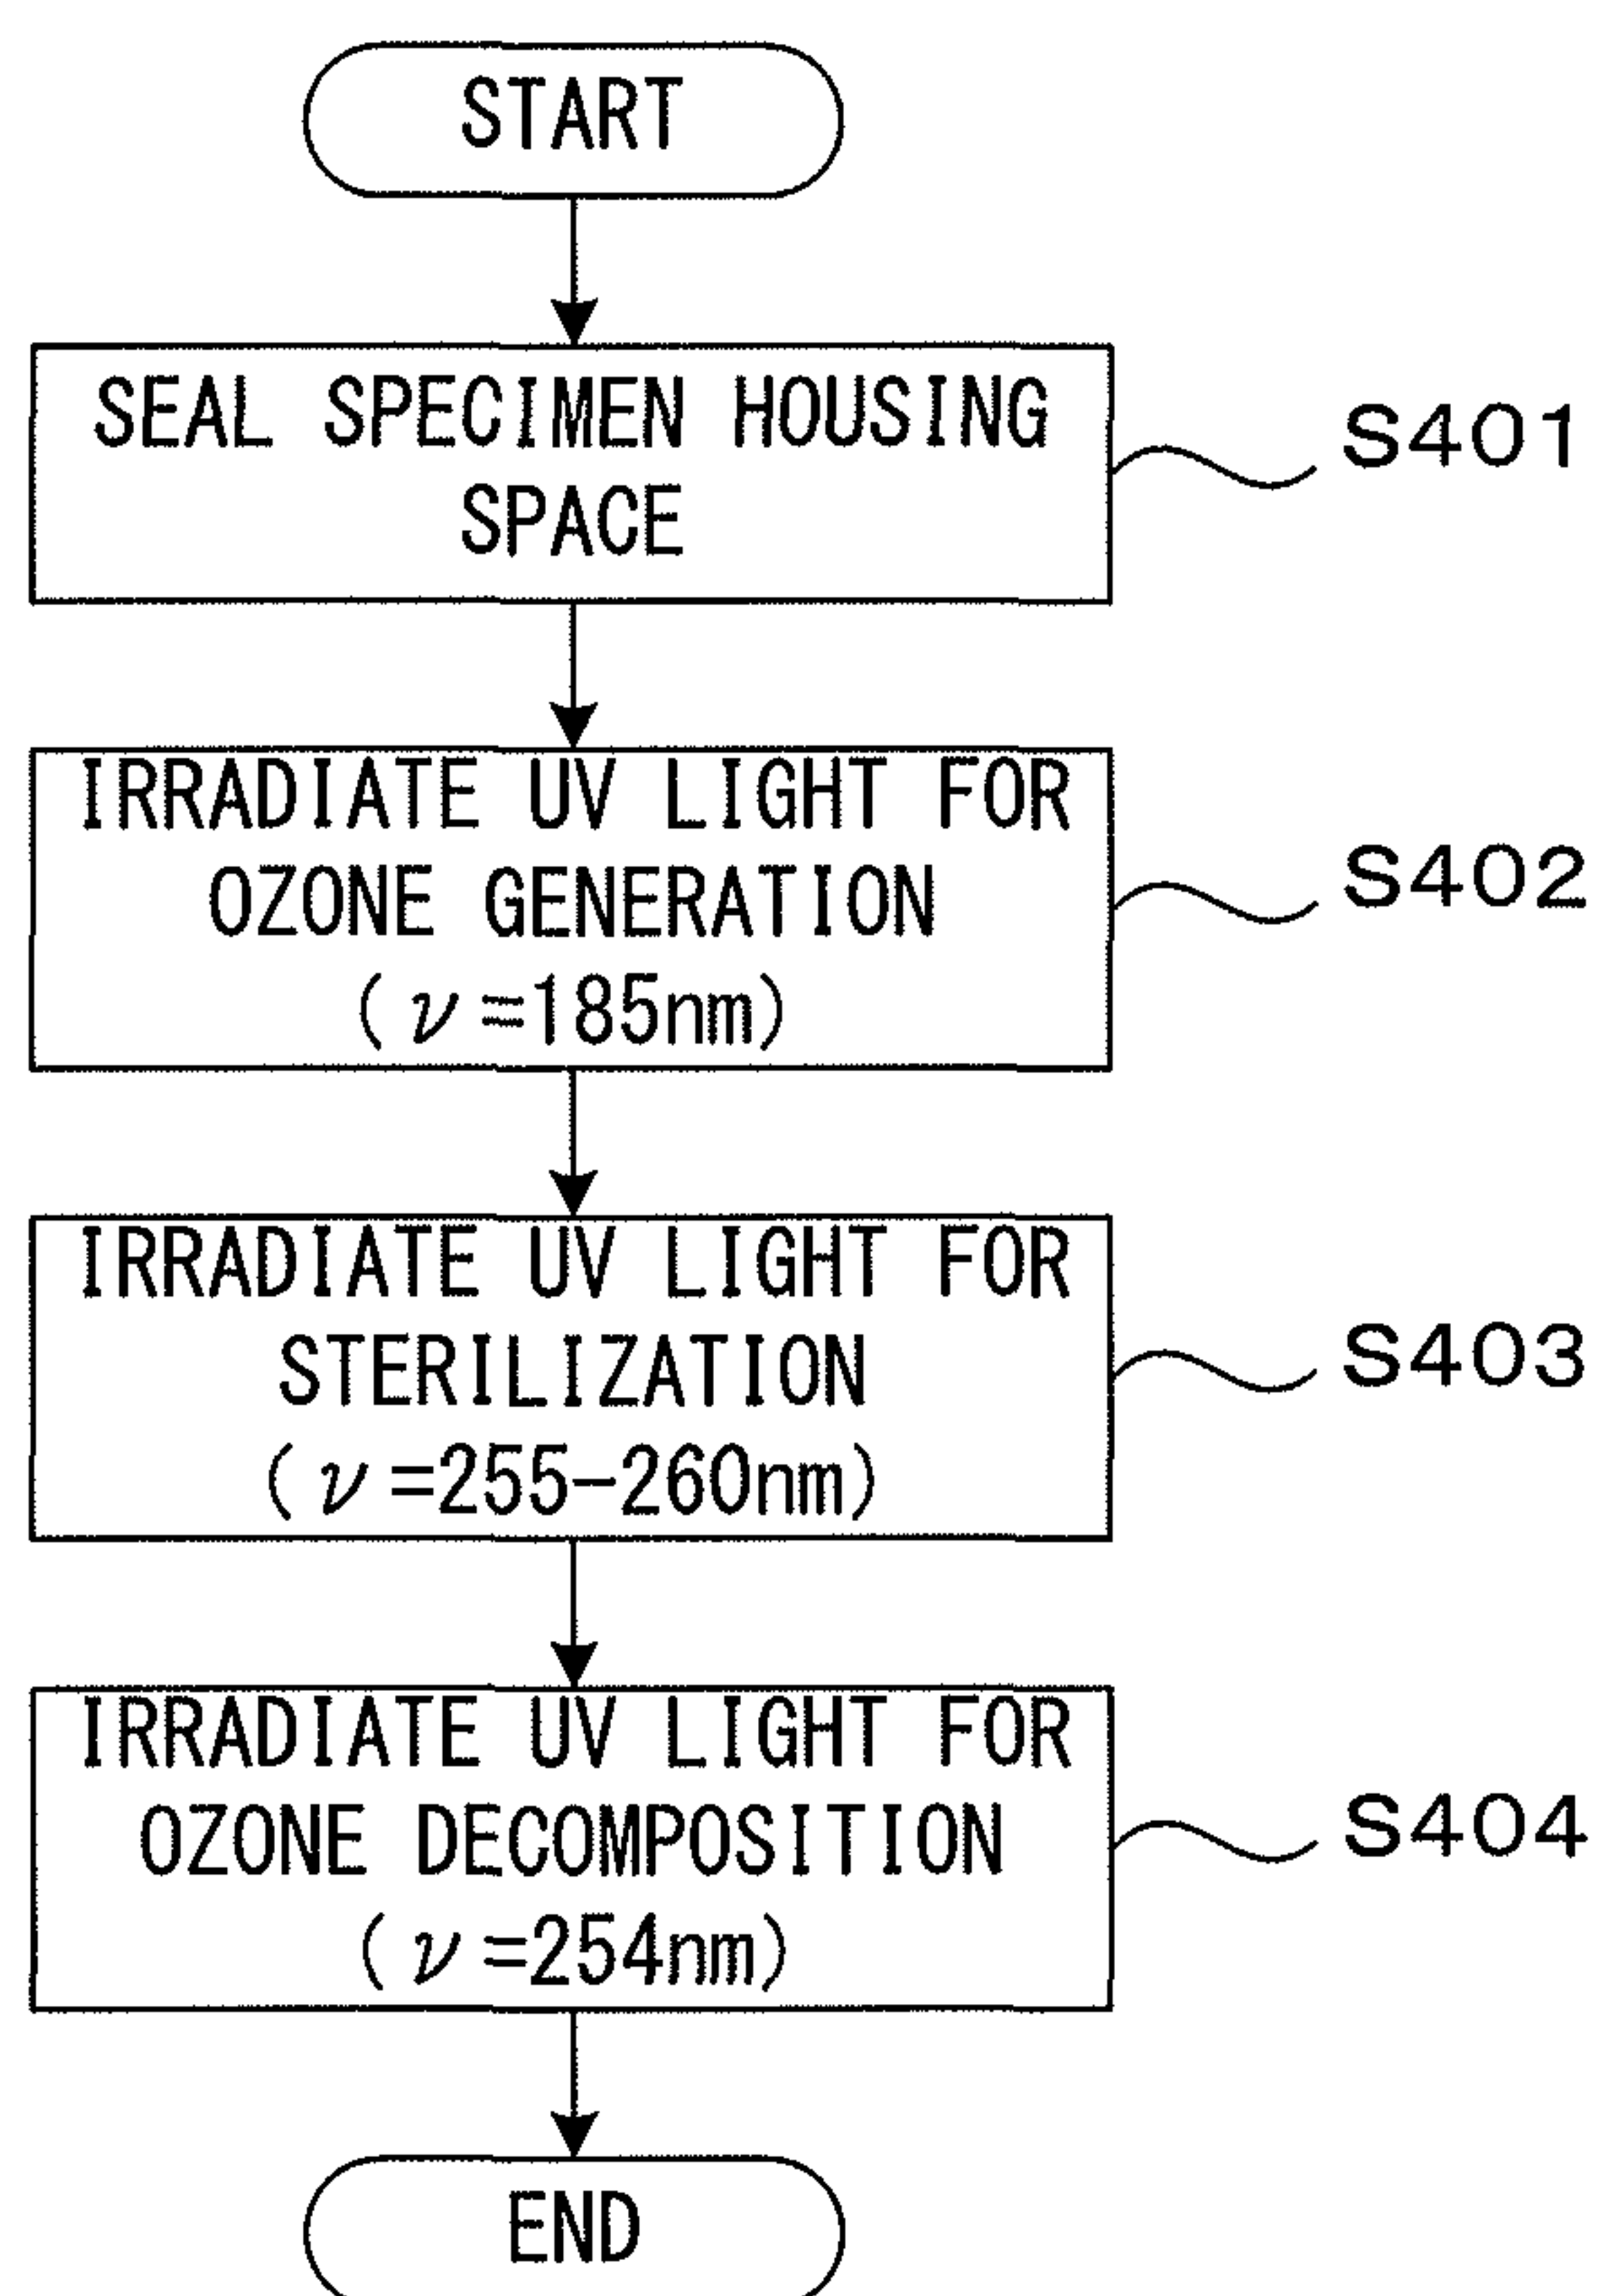 START
SEAL SPECIMEN HOUSING
SPACE
S401
IRRADIATE UV LIGHT FOR
OZONE GENERATION
(ν=185nm)
S402
IRRADIATE UV LIGHT FOR
STERILIZATION
(ν=255-260nm)
S403
IRRADIATE UV LIGHT FOR
OZONE DECOMPOSITION
(ν=254nm)
S404
END